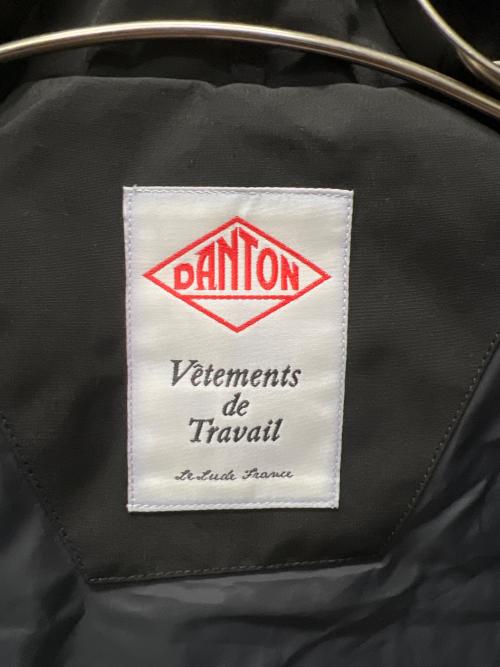 DANTON
Vêtements
de
Travail
Le Lude France